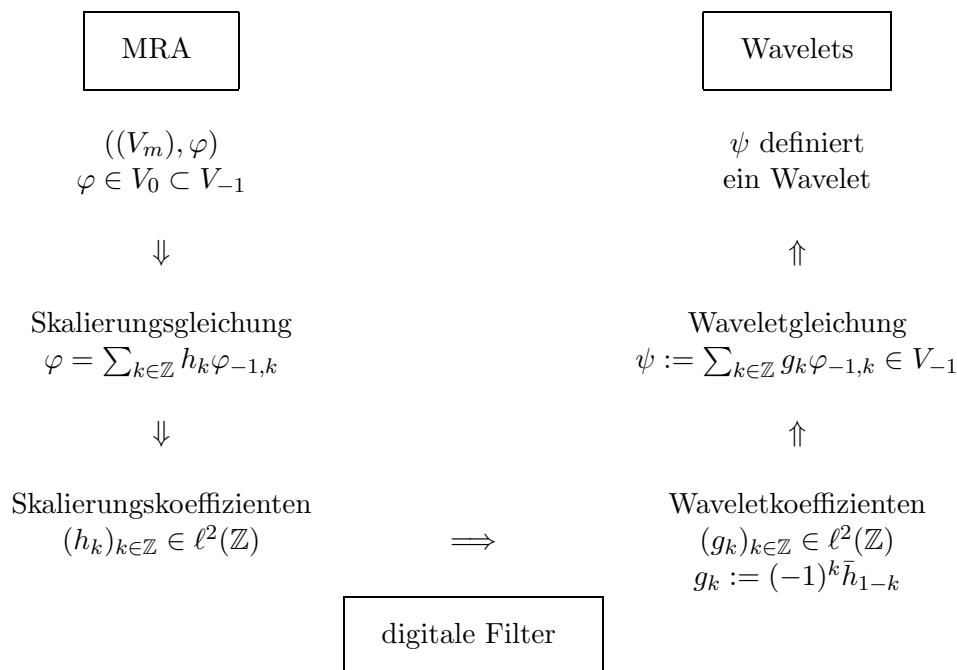 MRA
((V_m), φ)
φ ∈ V_0 ⊂ V_{−1}
⇓
Skalierungsgleichung
φ = ∑_{k∈ℤ} h_k φ_{−1,k}
⇓
Skalierungskoeffizienten
(h_k)_{k∈ℤ} ∈ ℓ²(ℤ)
⟹
digitale Filter
Wavelets
ψ definiert
ein Wavelet
⇑
Waveletgleichung
ψ := ∑_{k∈ℤ} g_k φ_{−1,k} ∈ V_{−1}
⇑
Waveletkoeffizienten
(g_k)_{k∈ℤ} ∈ ℓ²(ℤ)
g_k := (−1)^k h̄_{1−k}